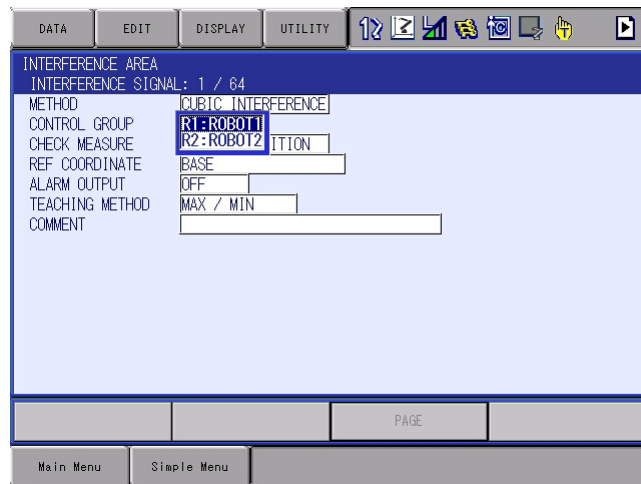 DATA EDIT DISPLAY UTILITY
INTERFERENCE AREA
INTERFERENCE SIGNAL: 1 / 64
METHOD CUBIC INTERFERENCE
CONTROL GROUP R1:ROBOT1
R2:ROBOT2
CHECK MEASURE ITION
REF COORDINATE BASE
ALARM OUTPUT OFF
TEACHING METHOD MAX / MIN
COMMENT
PAGE
Main Menu Simple Menu